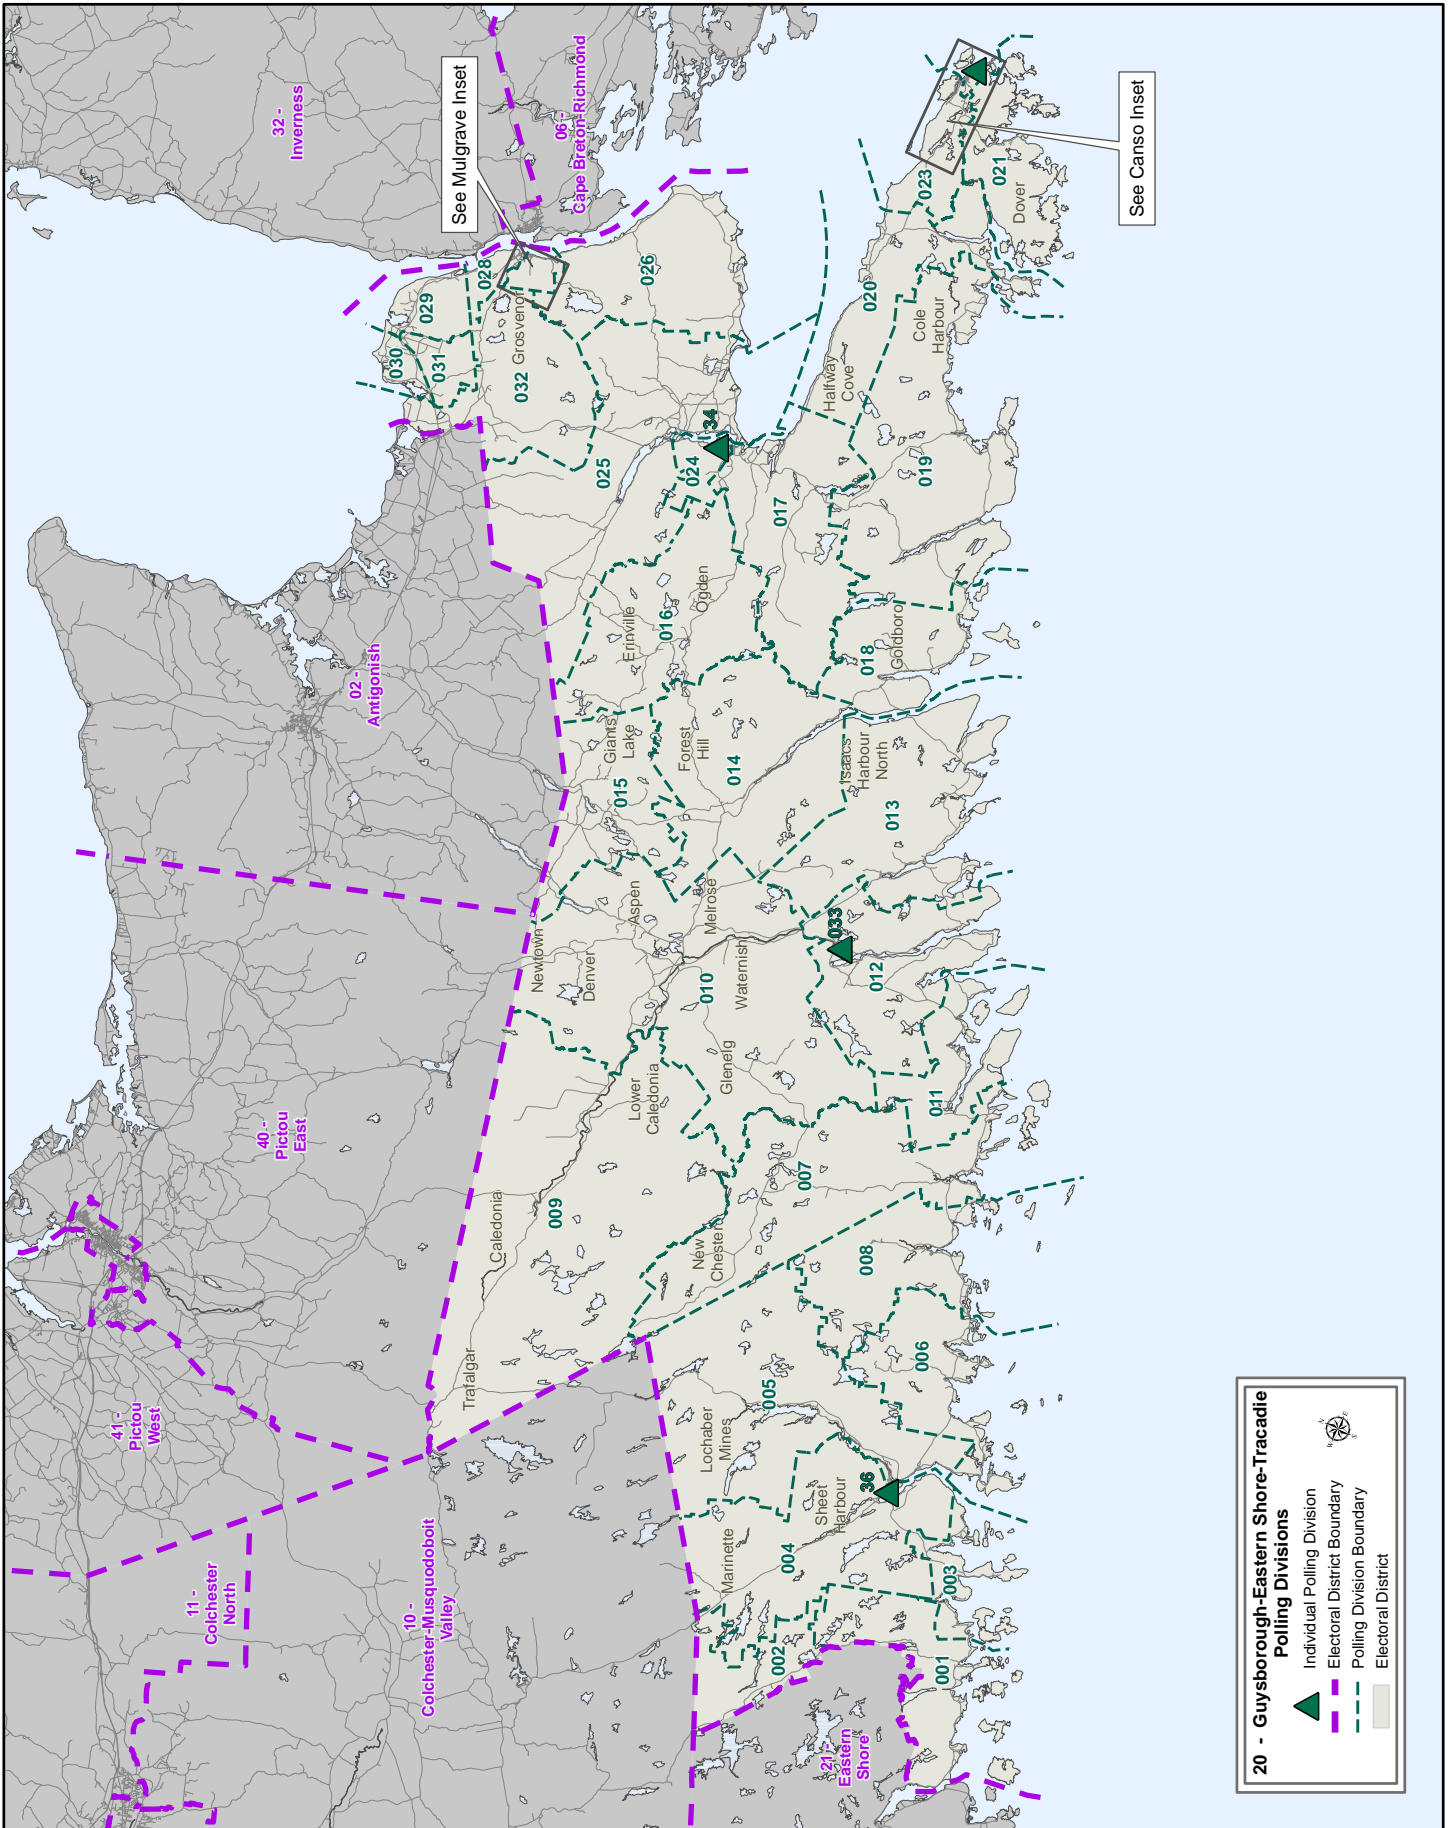 32 -
Inverness
06 -
Cape Breton-Richmond
See Mulgrave Inset
See Canso Inset
02 -
Antigonish
40 -
Pictou
East
41 -
Pictou
West
11 -
Colchester
North
10 -
Colchester-Musquodoboit
Valley
21 -
Eastern
Shore
029
028
030
031
032
Grosvenor
026
025
34
024
023
021
Dover
020
Cole
Harbour
Halfway
Cove
019
017
Ogden
016
Erinville
018
Goldboro
Giants
Lake
015
Forest
Hill
014
Isaacs
Harbour
North
013
Aspen
Melrose
Newtown
Denver
010
Waternish
033
012
Glenelg
Lower
Caledonia
011
007
Caledonia
009
New
Chester
008
Trafalgar
006
005
Lochaber
Mines
36
Sheet
Harbour
004
Marinette
003
002
001
20 - Guysborough-Eastern Shore-Tracadie
Polling Divisions
Individual Polling Division
Electoral District Boundary
Polling Division Boundary
Electoral District
N
E
S
W